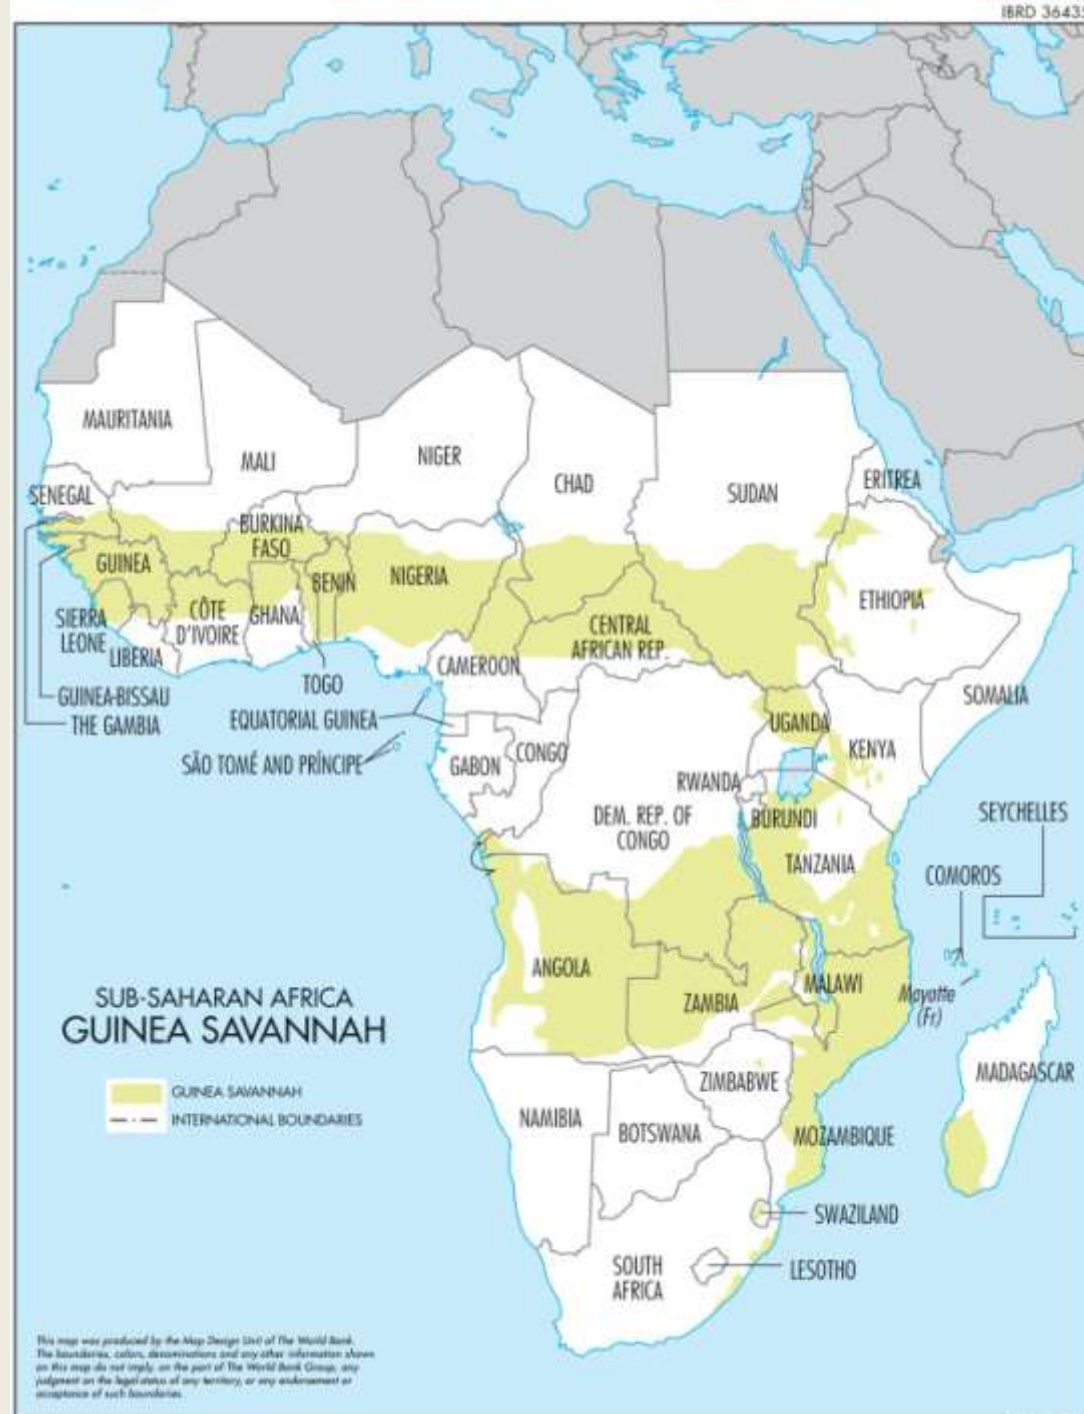 IBRD 36435
MAURITANIA
MALI
NIGER
CHAD
SUDAN
ERITREA
SENEGAL
BURKINA
FASO
GUINEA
BENIN
NIGERIA
ETHIOPIA
SIERRA
LEONE
CÔTE
D'IVOIRE
GHANA
CENTRAL
AFRICAN REP.
LIBERIA
CAMEROON
TOGO
GUINEA-BISSAU
THE GAMBIA
EQUATORIAL GUINEA
SÃO TOMÉ AND PRÍNCIPE
GABON
CONGO
UGANDA
KENYA
SOMALIA
RWANDA
BURUNDI
DEM. REP. OF
CONGO
TANZANIA
SEYCHELLES
COMOROS
ANGOLA
ZAMBIA
MALAWI
Mayotte
(Fr)
SUB-SAHARAN AFRICA
GUINEA SAVANNAH
GUINEA SAVANNAH
INTERNATIONAL BOUNDARIES
ZIMBABWE
MADAGASCAR
NAMIBIA
BOTSWANA
MOZAMBIQUE
SWAZILAND
SOUTH
AFRICA
LESOTHO
This map was produced by the Map Design Unit of The World Bank.
The boundaries, colors, denominations and any other information shown
on this map do not imply, on the part of The World Bank Group, any
judgment on the legal status of any territory, or any endorsement or
acceptance of such boundaries.